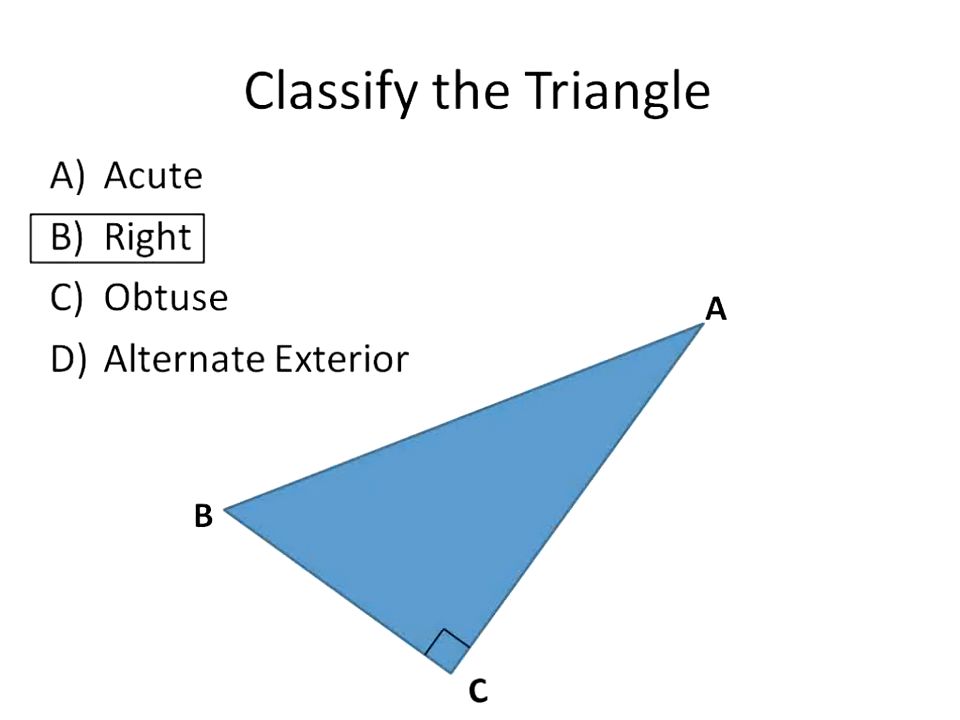 Classify the Triangle
A) Acute
B) Right
C) Obtuse
D) Alternate Exterior
A
B
C